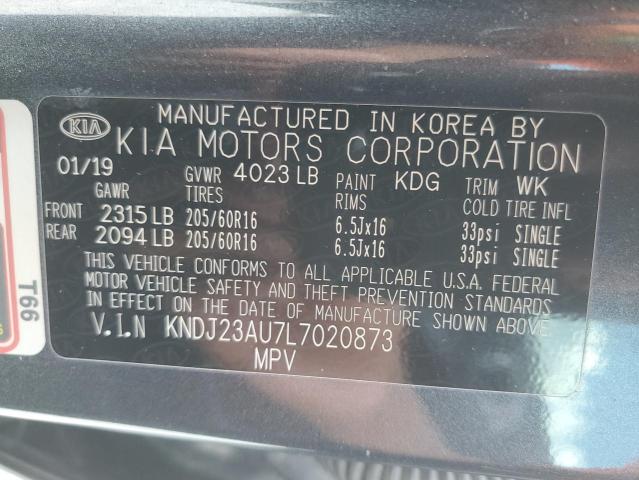 MANUFACTURED IN KOREA BY
KIA KIA MOTORS CORPORATION
01/19 GVWR 4023 LB PAINT KDG TRIM WK
GAWR TIRES RIMS COLD TIRE INFL
FRONT 2315 LB 205/60R16 6.5Jx16 33psi SINGLE
REAR 2094 LB 205/60R16 6.5Jx16 33psi SINGLE
THIS VEHICLE CONFORMS TO ALL APPLICABLE U.S.A. FEDERAL
MOTOR VEHICLE SAFETY AND THEFT PREVENTION STANDARDS
IN EFFECT ON THE DATE OF MANUFACTURE SHOWN ABOVE
V.I.N KNDJ23AU7L7020873
MPV
T66